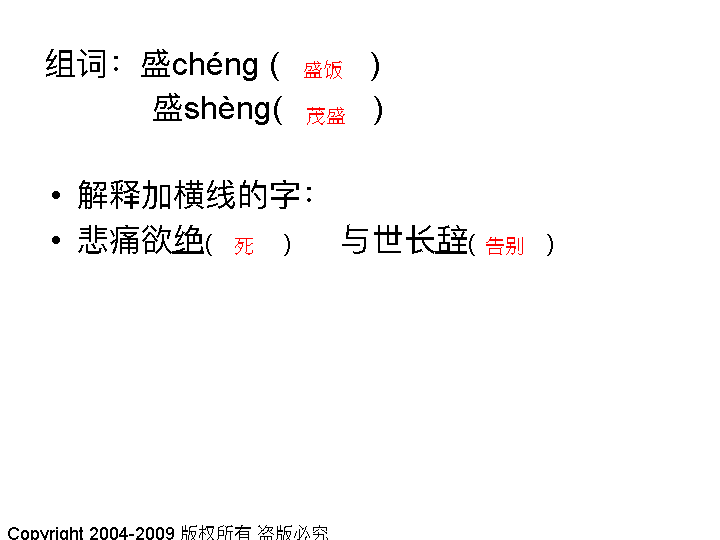 组词：盛chéng ( 盛饭 )
盛shèng( 茂盛 )
• 解释加横线的字：
• 悲痛欲绝( 死 ) 与世长辞( 告别 )
Copyright 2004-2009 版权所有 盗版必究